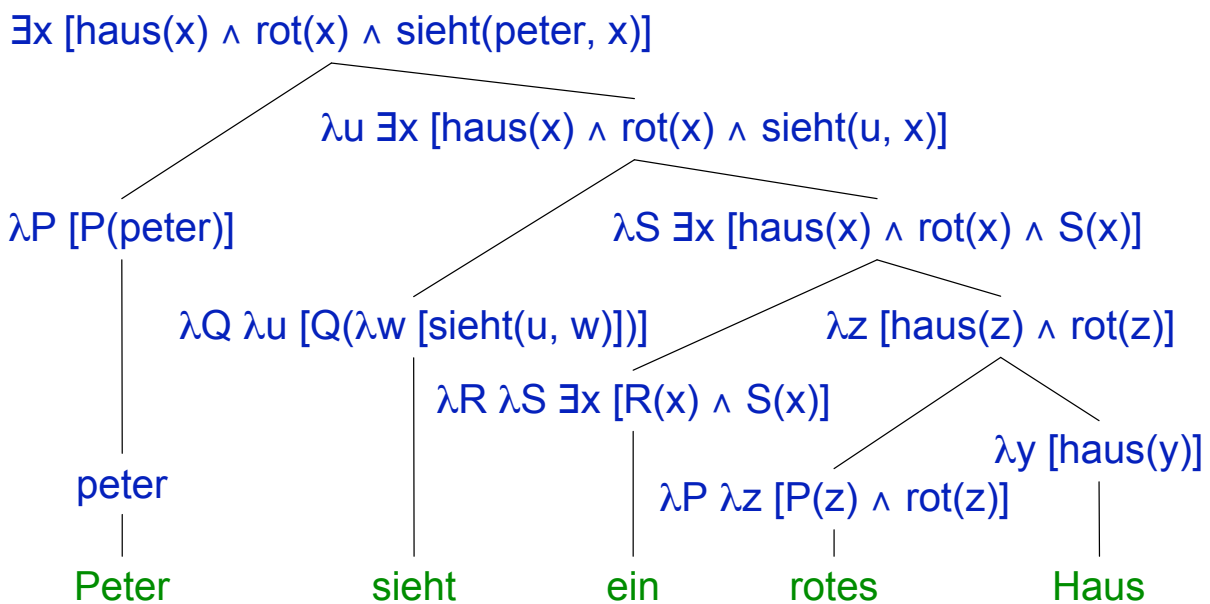 ∃x [haus(x) ∧ rot(x) ∧ sieht(peter, x)]
λu ∃x [haus(x) ∧ rot(x) ∧ sieht(u, x)]
λP [P(peter)]
λS ∃x [haus(x) ∧ rot(x) ∧ S(x)]
λQ λu [Q(λw [sieht(u, w)])]
λz [haus(z) ∧ rot(z)]
λR λS ∃x [R(x) ∧ S(x)]
λy [haus(y)]
peter
λP λz [P(z) ∧ rot(z)]
Peter sieht ein rotes Haus